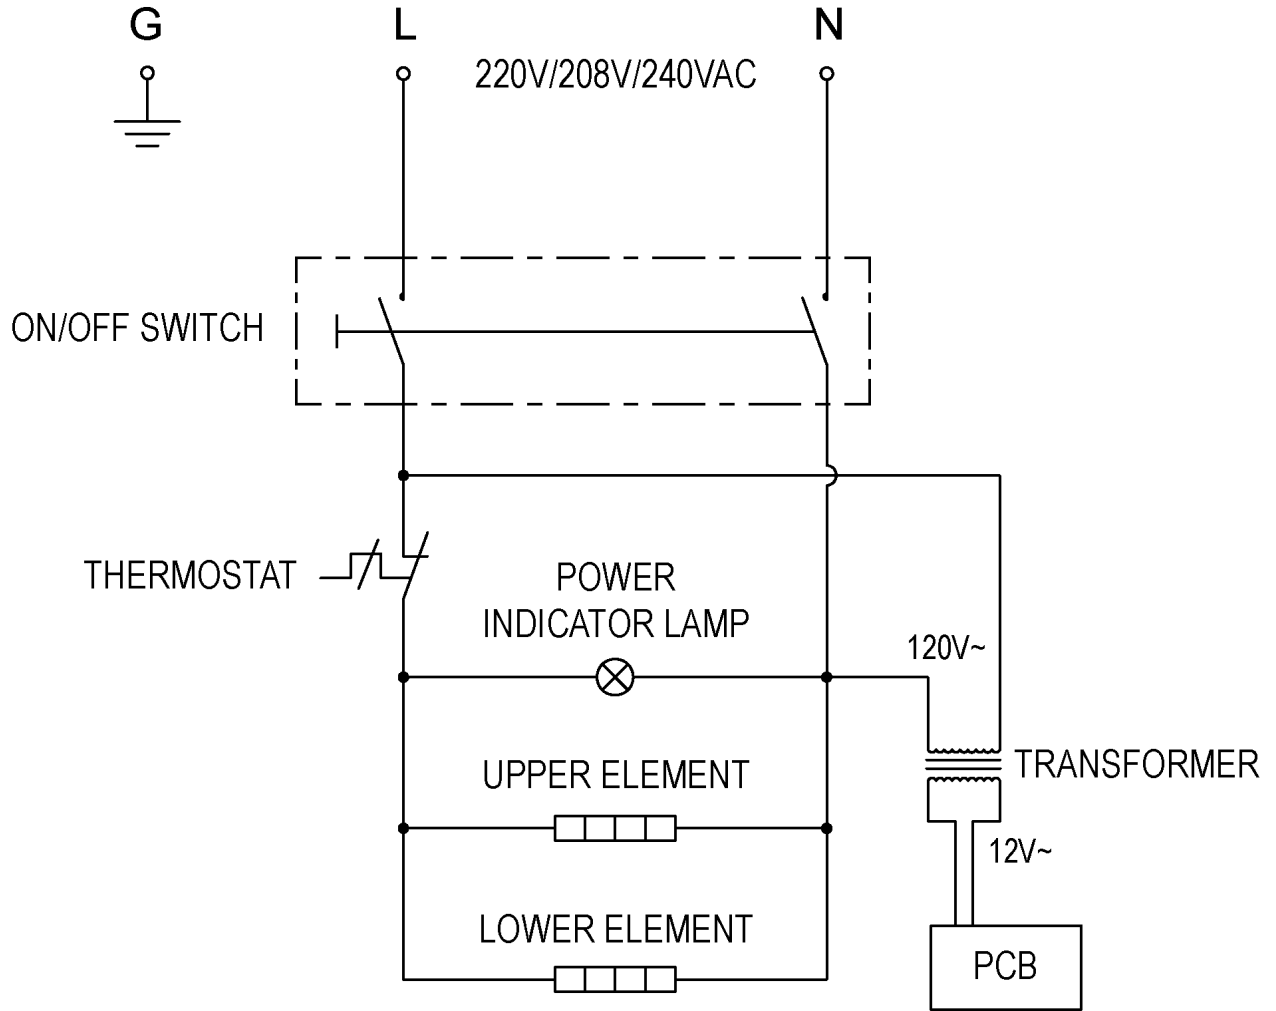 G
L
N
220V/208V/240VAC
ON/OFF SWITCH
THERMOSTAT
POWER
INDICATOR LAMP
120V~
UPPER ELEMENT
TRANSFORMER
12V~
LOWER ELEMENT
PCB